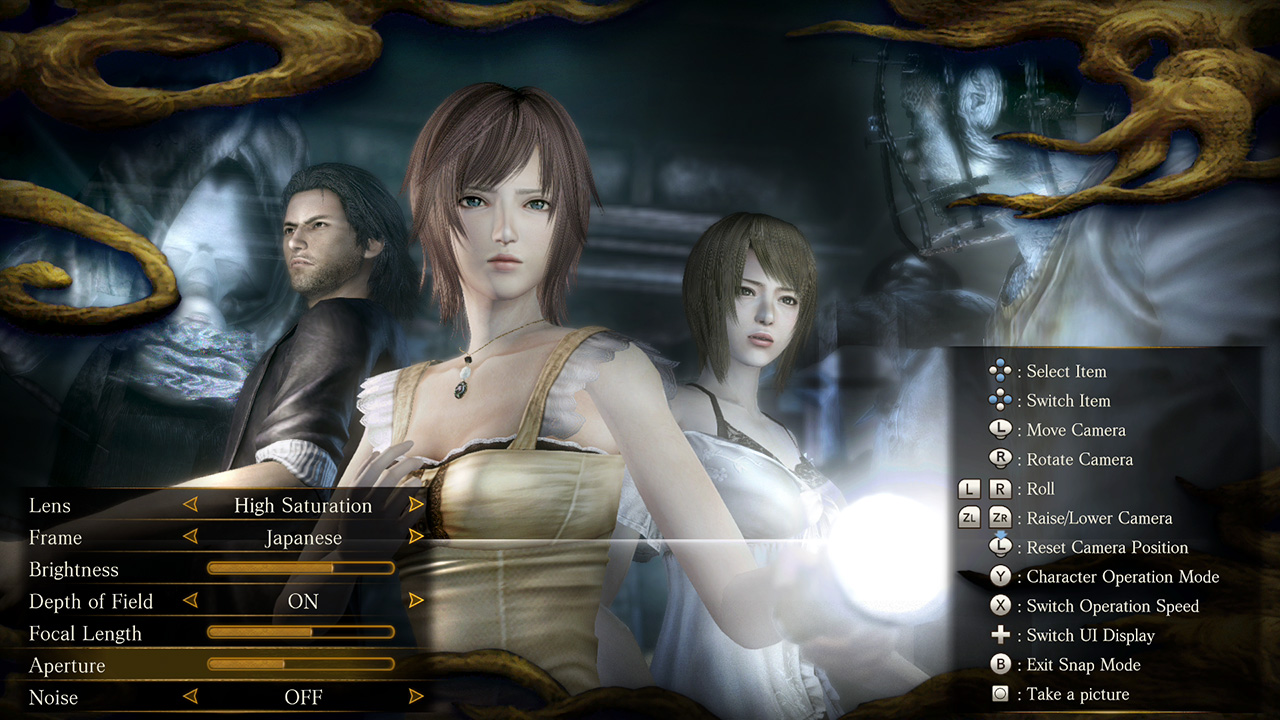 Lens High Saturation
Frame Japanese
Brightness
Depth of Field ON
Focal Length
Aperture
Noise OFF
: Select Item
: Switch Item
L : Move Camera
R : Rotate Camera
L R : Roll
ZL ZR : Raise/Lower Camera
L : Reset Camera Position
Y : Character Operation Mode
X : Switch Operation Speed
: Switch UI Display
B : Exit Snap Mode
: Take a picture